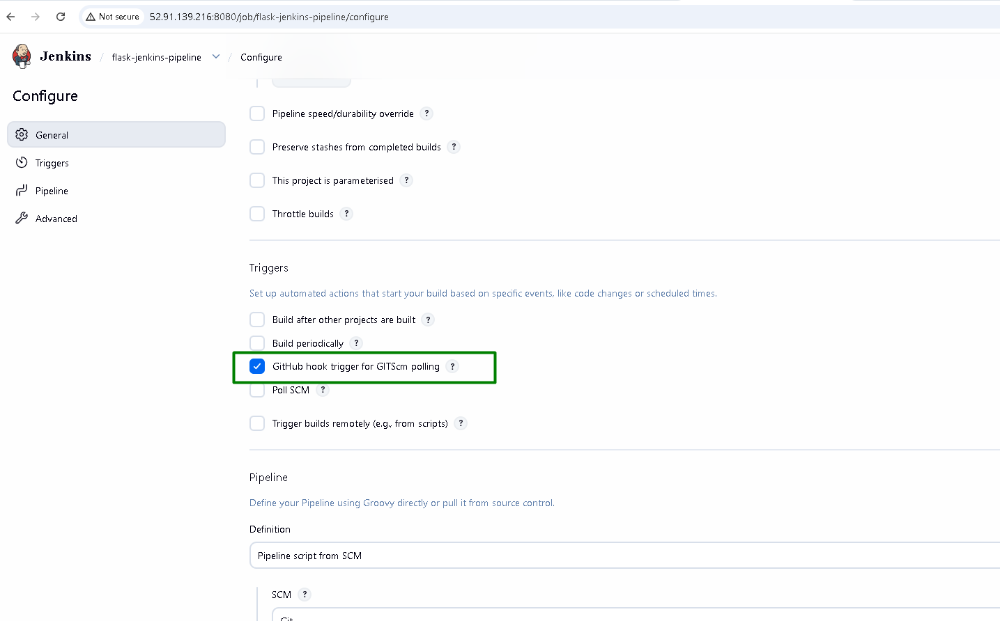 Not secure 52.91.139.216:8080/job/flask-jenkins-pipeline/configure
Jenkins / flask-jenkins-pipeline / Configure
Configure
General
Triggers
Pipeline
Advanced
Pipeline speed/durability override ?
Preserve stashes from completed builds ?
This project is parameterised ?
Throttle builds ?
Triggers
Set up automated actions that start your build based on specific events, like code changes or scheduled times.
Build after other projects are built ?
Build periodically ?
GitHub hook trigger for GITScm polling ?
Poll SCM ?
Trigger builds remotely (e.g., from scripts) ?
Pipeline
Define your Pipeline using Groovy directly or pull it from source control.
Definition
Pipeline script from SCM
SCM ?
Git